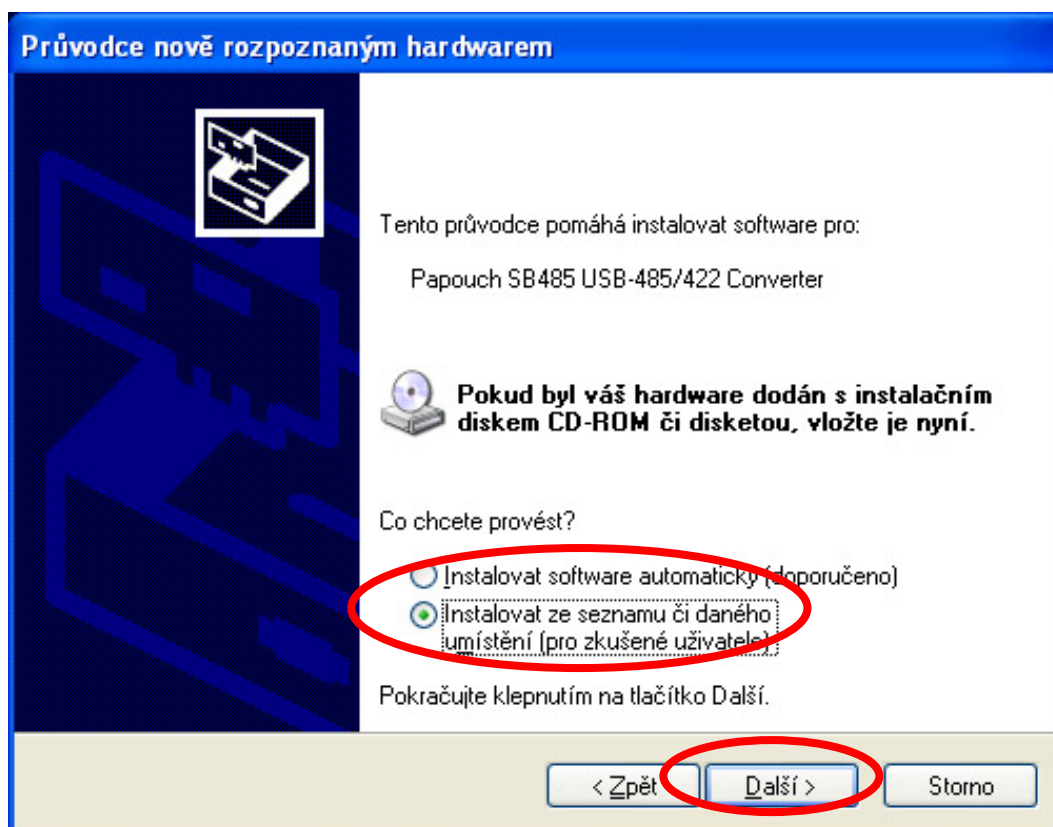 Průvodce nově rozpoznaným hardwarem
Tento průvodce pomáhá instalovat software pro:
Papouch SB485 USB-485/422 Converter
Pokud byl váš hardware dodán s instalačním
diskem CD-ROM či disketou, vložte je nyní.
Co chcete provést?
Instalovat software automaticky (doporučeno)
Instalovat ze seznamu či daného
umístění (pro zkušené uživatele)
Pokračujte klepnutím na tlačítko Další.
< Zpět
Další >
Storno